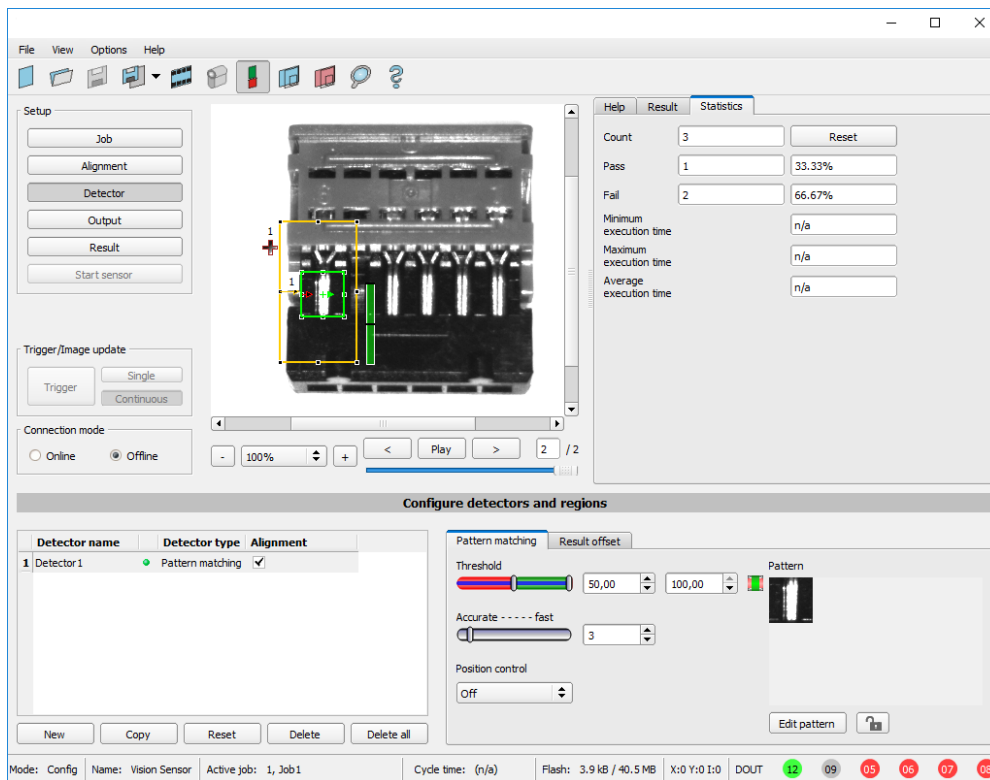 File View Options Help
Setup
Job
Alignment
Detector
Output
Result
Start sensor
Trigger/Image update
Trigger
Single
Continuous
Connection mode
Online Offline
1
1
- 100% +
< Play > 2 / 2
Help Result Statistics
Count 3 Reset
Pass 1 33.33%
Fail 2 66.67%
Minimum
execution time n/a
Maximum
execution time n/a
Average
execution time n/a
Configure detectors and regions
Detector name Detector type Alignment
1 Detector1 Pattern matching
New Copy Reset Delete Delete all
Pattern matching Result offset
Threshold
50,00 100,00
Accurate - - - - - fast
3
Position control
Off
Pattern
Edit pattern
Mode: Config Name: Vision Sensor Active job: 1, Job1 Cycle time: (n/a) Flash: 3.9 kB / 40.5 MB X:0 Y:0 I:0 DOUT 12 09 05 06 07 08